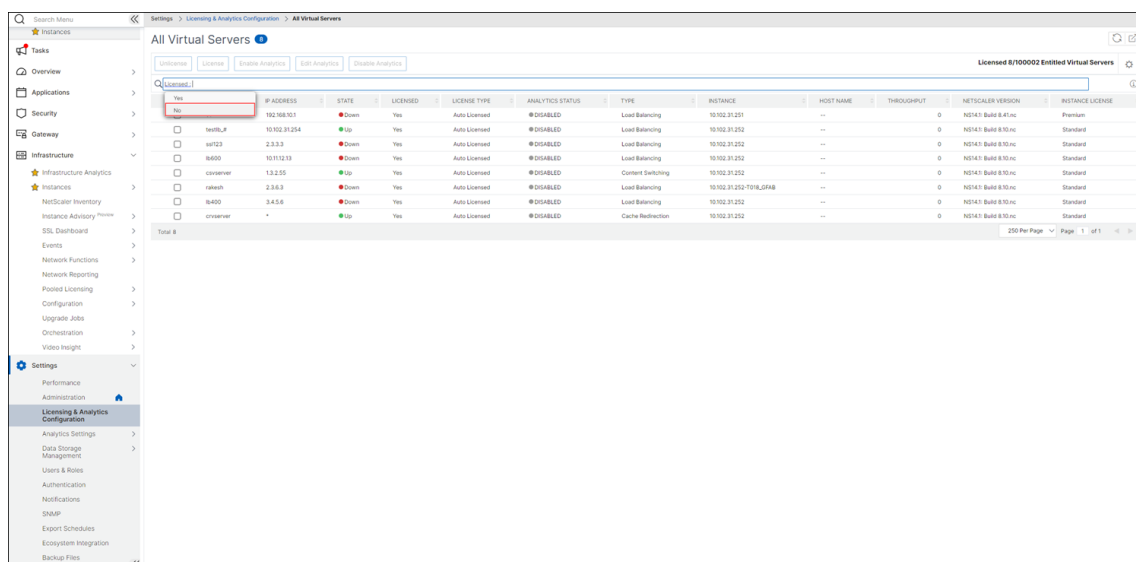 Search Menu
Settings > Licensing & Analytics Configuration > All Virtual Servers
Instances
Tasks
Overview
Applications
Security
Gateway
Infrastructure
Infrastructure Analytics
Instances
NetScaler Inventory
Instance Advisory Preview
SSL Dashboard
Events
Network Functions
Network Reporting
Pooled Licensing
Configuration
Upgrade Jobs
Orchestration
Video Insight
Settings
Performance
Administration
Licensing & Analytics
Configuration
Analytics Settings
Data Storage
Management
Users & Roles
Authentication
Notifications
SNMP
Export Schedules
Ecosystem Integration
Backup Files
All Virtual Servers 8
Unlicense License Enable Analytics Edit Analytics Disable Analytics
Licensed 8/100002 Entitled Virtual Servers
Licensed :
Yes
No
IP ADDRESS STATE LICENSED LICENSE TYPE ANALYTICS STATUS TYPE INSTANCE HOST NAME THROUGHPUT NETSCALER VERSION INSTANCE LICENSE
192.168.10.1 Down Yes Auto Licensed DISABLED Load Balancing 10.102.31.251 -- 0 NS14.1: Build 8.41.nc Premium
testlb_# 10.102.31.254 Up Yes Auto Licensed DISABLED Load Balancing 10.102.31.252 -- 0 NS14.1: Build 8.10.nc Standard
ssl123 2.3.3.3 Down Yes Auto Licensed DISABLED Load Balancing 10.102.31.252 -- 0 NS14.1: Build 8.10.nc Standard
lb600 10.11.12.13 Down Yes Auto Licensed DISABLED Load Balancing 10.102.31.252 -- 0 NS14.1: Build 8.10.nc Standard
csvserver 1.3.2.55 Up Yes Auto Licensed DISABLED Content Switching 10.102.31.252 -- 0 NS14.1: Build 8.10.nc Standard
rakesh 2.3.6.3 Down Yes Auto Licensed DISABLED Load Balancing 10.102.31.252-T018_GFAB -- 0 NS14.1: Build 8.10.nc Standard
lb400 3.4.5.6 Down Yes Auto Licensed DISABLED Load Balancing 10.102.31.252 -- 0 NS14.1: Build 8.10.nc Standard
crvserver * Up Yes Auto Licensed DISABLED Cache Redirection 10.102.31.252 -- 0 NS14.1: Build 8.10.nc Standard
Total 8
250 Per Page Page 1 of 1